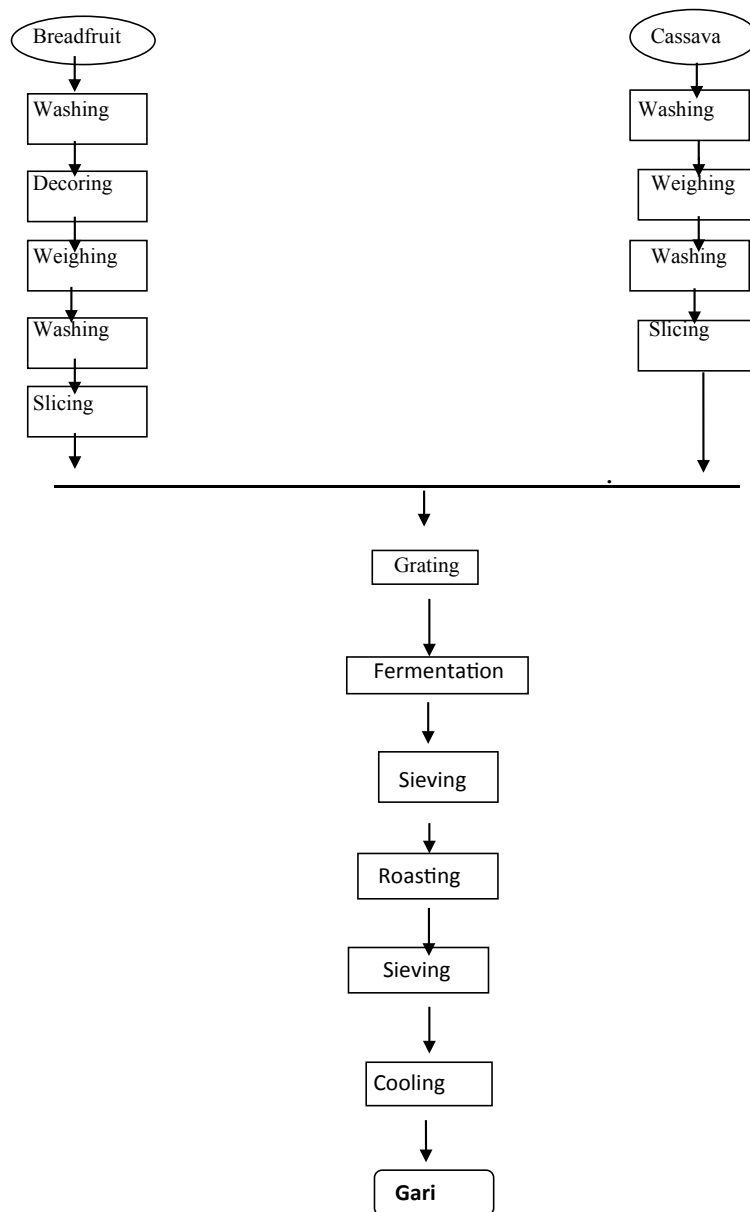 Breadfruit
Washing
Decoring
Weighing
Washing
Slicing
Cassava
Washing
Weighing
Washing
Slicing
Grating
Fermentation
Sieving
Roasting
Sieving
Cooling
Gari